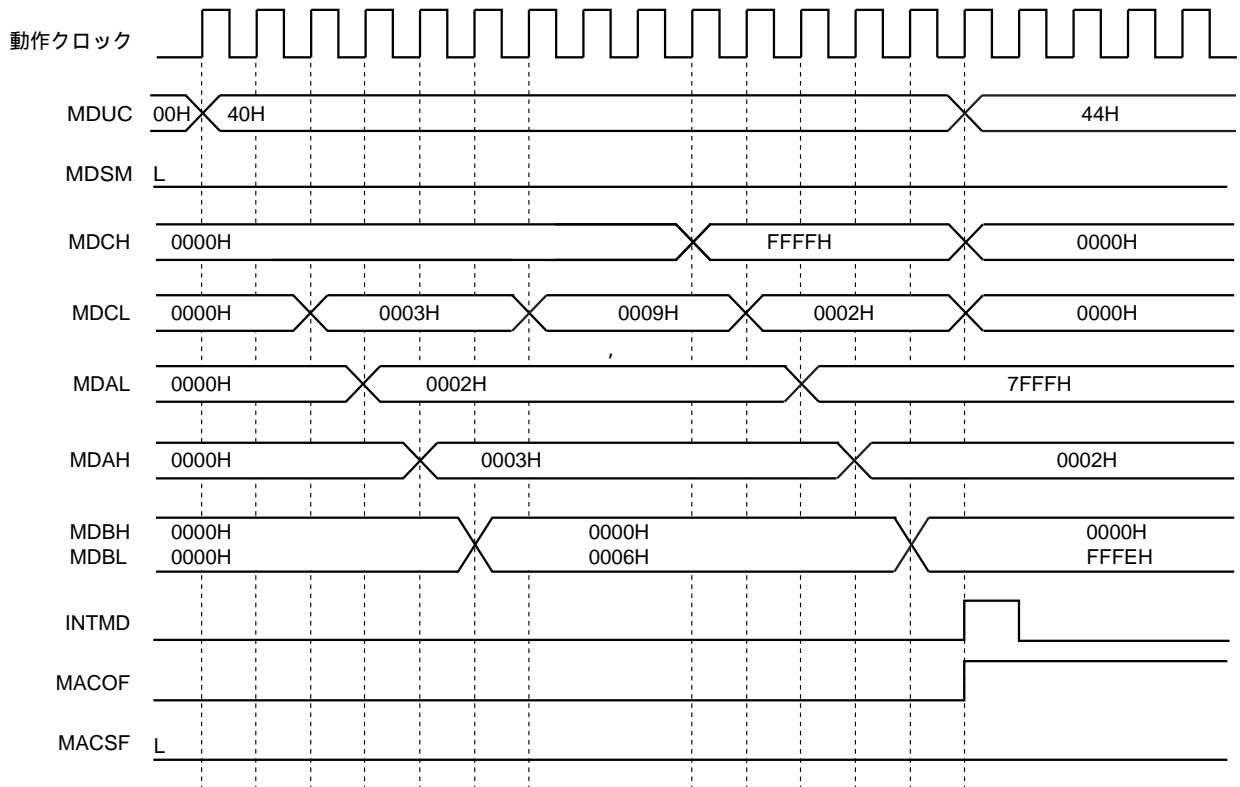 動作クロック
MDUC 00H 40H 44H
MDSM L
MDCH 0000H FFFFH 0000H
MDCL 0000H 0003H 0009H 0002H 0000H
,
MDAL 0000H 0002H 7FFFH
MDAH 0000H 0003H 0002H
MDBH 0000H 0000H 0000H
MDBL 0000H 0006H FFFEH
INTMD
MACOF
MACSF L